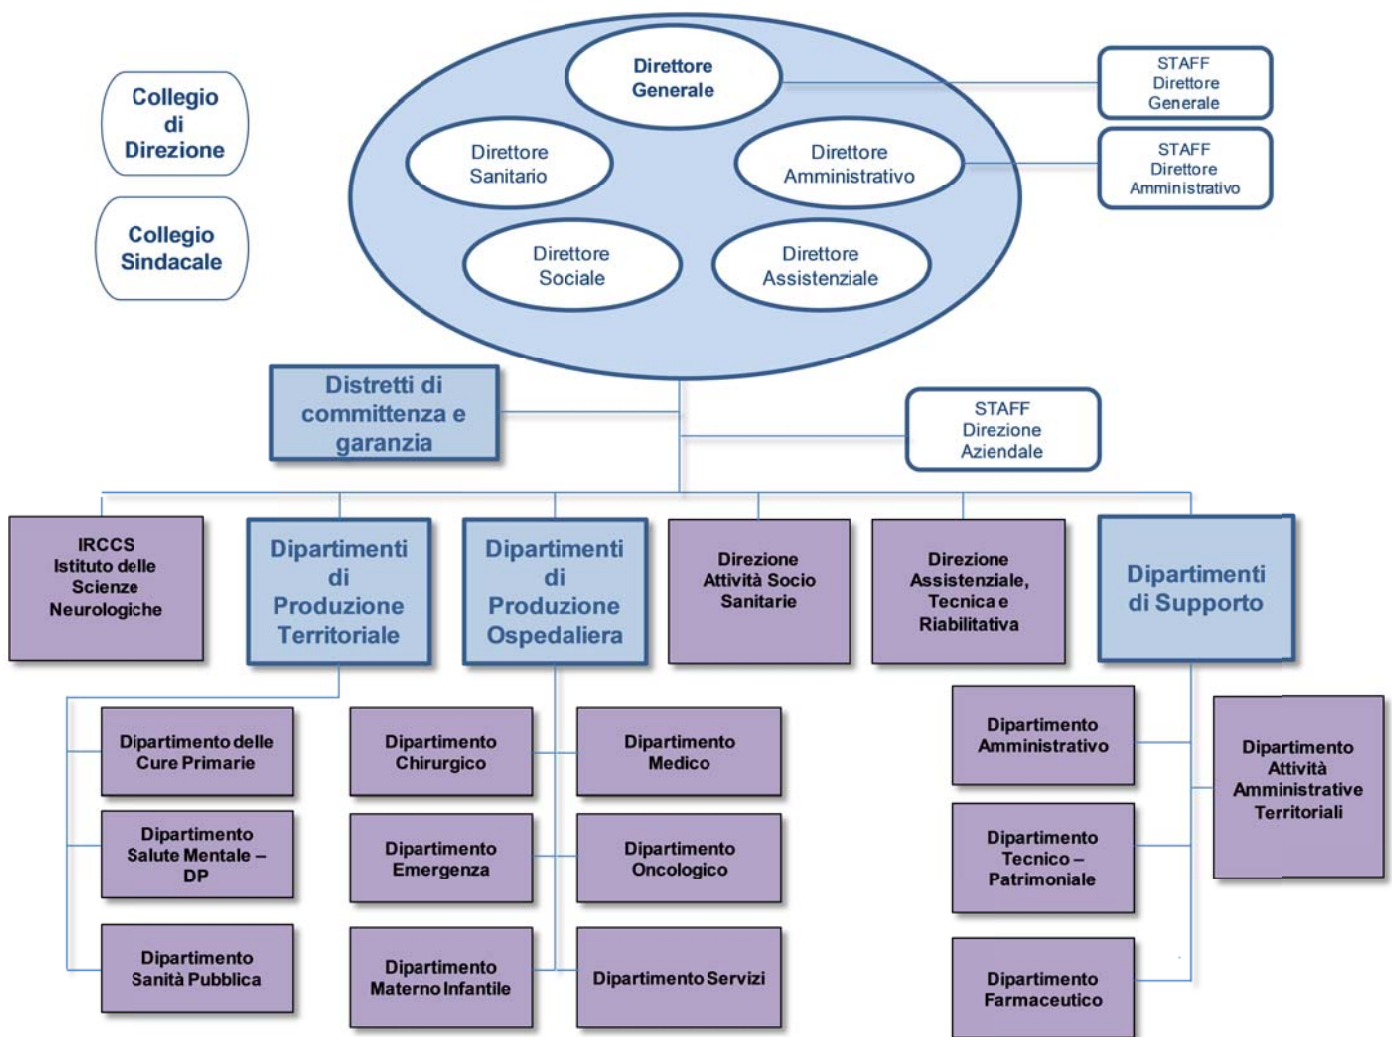 Direttore
Generale
STAFF
Direttore
Generale
Collegio
di
Direzione
Direttore
Sanitario
Direttore
Amministrativo
STAFF
Direttore
Amministrativo
Collegio
Sindacale
Direttore
Sociale
Direttore
Assistenziale
Distretti di
committenza e
garanzia
STAFF
Direzione
Aziendale
IRCCS
Istituto delle
Scienze
Neurologiche
Dipartimenti
di
Produzione
Territoriale
Dipartimenti
di
Produzione
Ospedaliera
Direzione
Attività Socio
Sanitarie
Direzione
Assistenziale,
Tecnica e
Riabilitativa
Dipartimenti
di Supporto
Dipartimento delle
Cure Primarie
Dipartimento
Chirurgico
Dipartimento
Medico
Dipartimento
Amministrativo
Dipartimento
Attività
Amministrative
Territoriali
Dipartimento
Salute Mentale –
DP
Dipartimento
Emergenza
Dipartimento
Oncologico
Dipartimento
Tecnico –
Patrimoniale
Dipartimento
Sanità Pubblica
Dipartimento
Materno Infantile
Dipartimento Servizi
Dipartimento
Farmaceutico